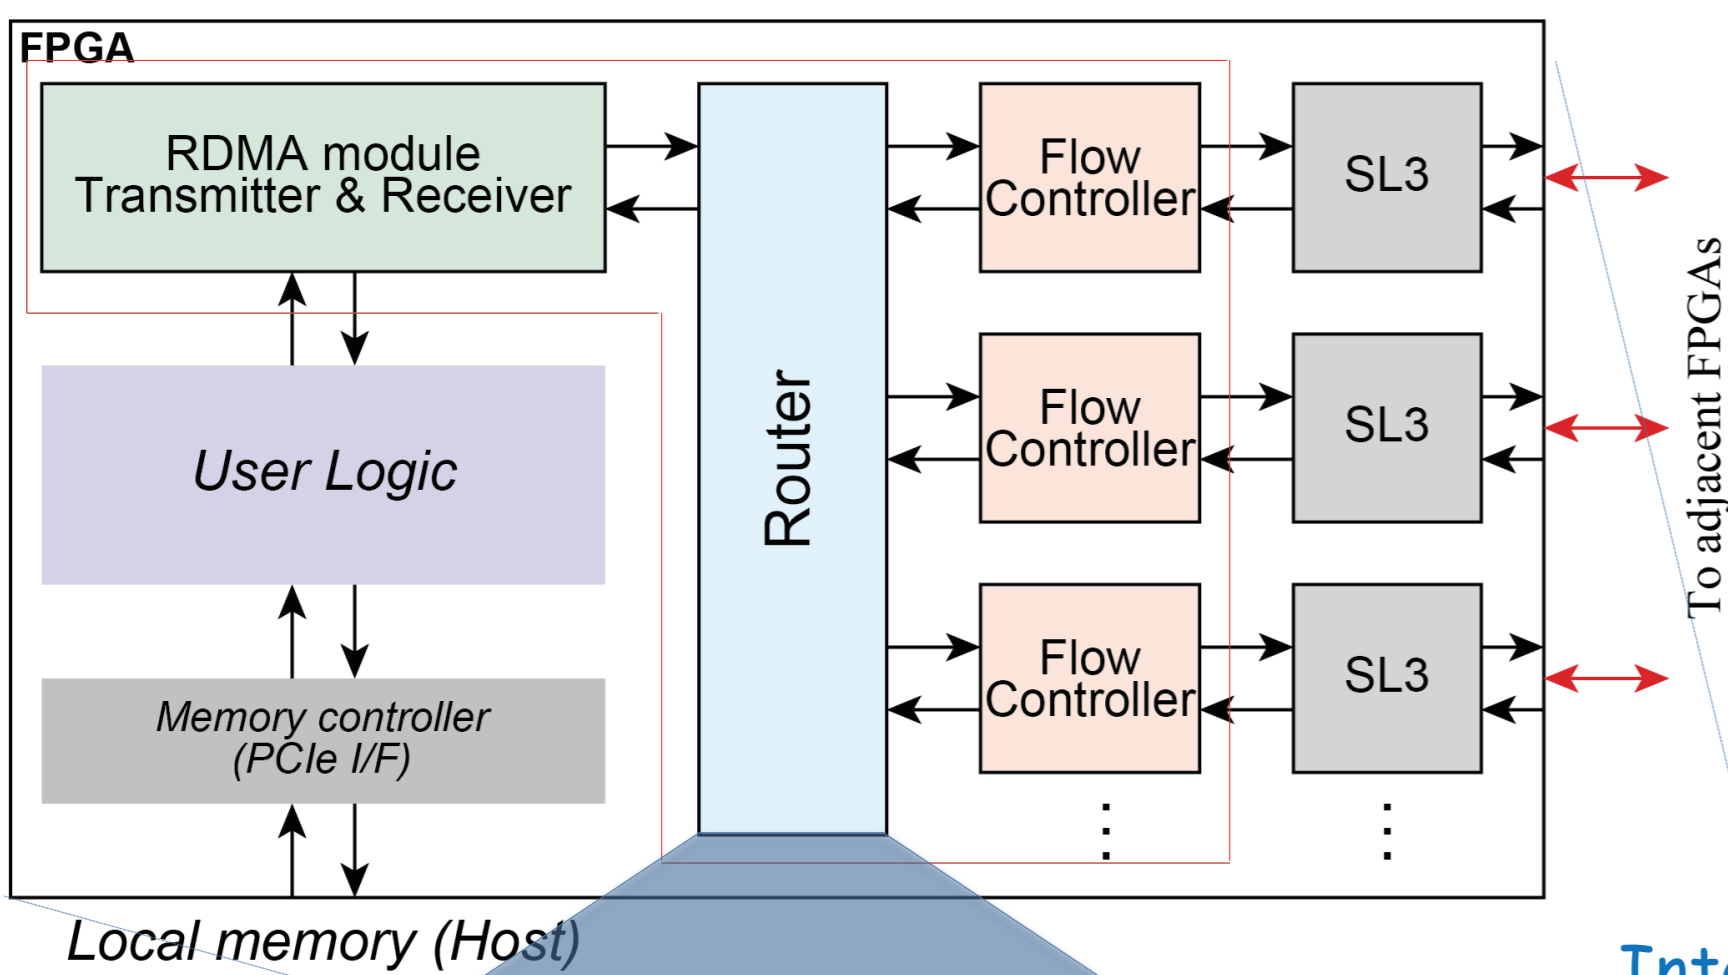 FPGA
RDMA module
Transmitter & Receiver
User Logic
Memory controller
(PCIe I/F)
Local memory (Host)
Router
Flow
Controller
SL3
Flow
Controller
SL3
Flow
Controller
SL3
To adjacent FPGAs